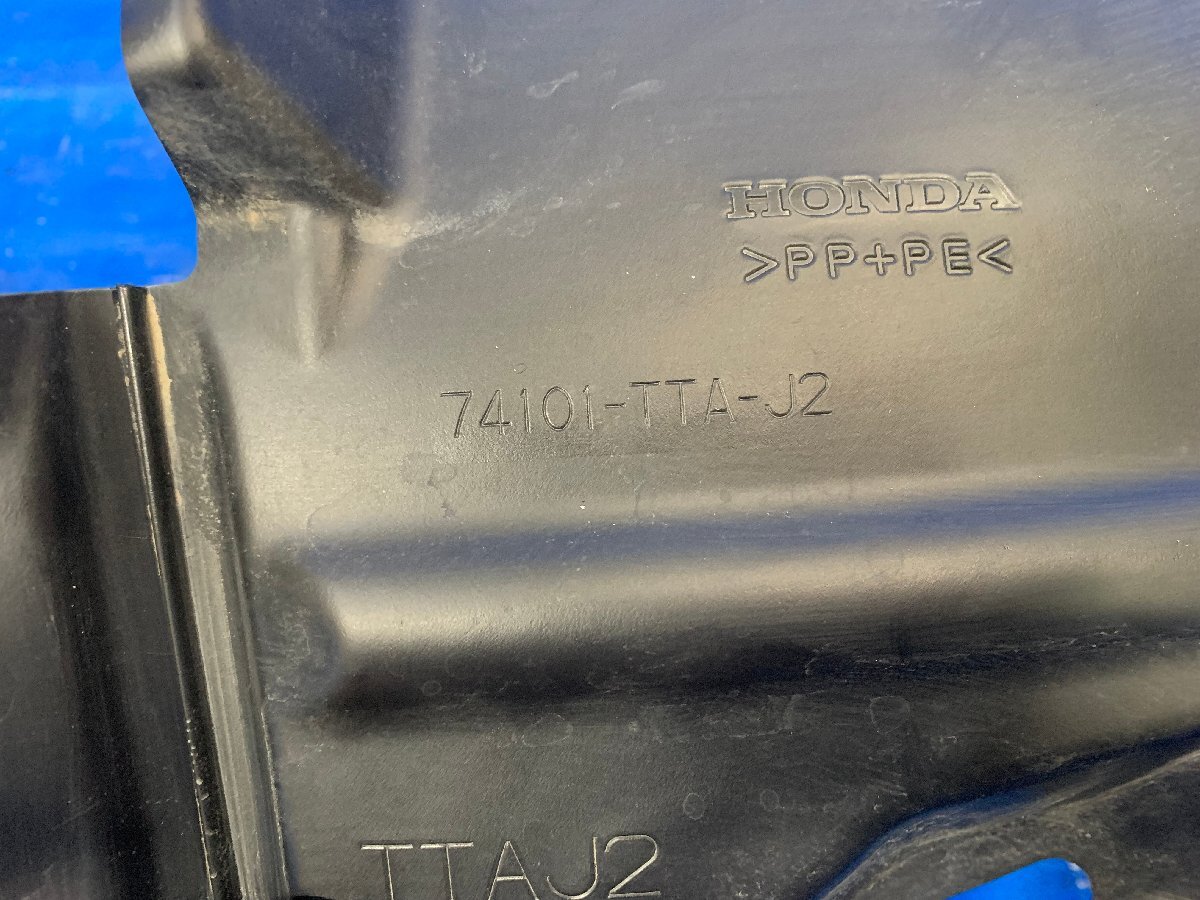 HONDA
>PP+PE<
74101-TTA-J2
TTAJ2